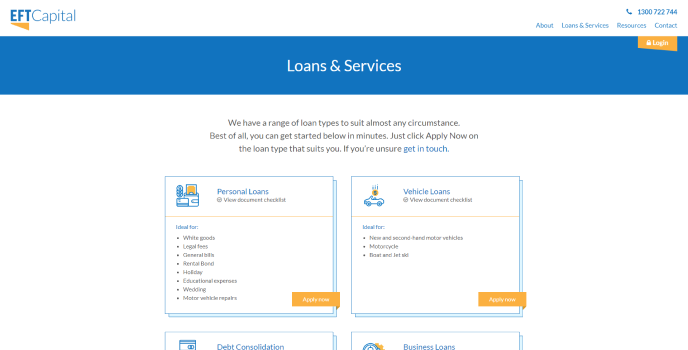 EFTCapital
1300 722 744
About Loans & Services Resources Contact
Login
Loans & Services
We have a range of loan types to suit almost any circumstance.
Best of all, you can get started below in minutes. Just click Apply Now on
the loan type that suits you. If you're unsure get in touch.
Personal Loans
View document checklist
Ideal for:
White goods
Legal fees
General bills
Rental Bond
Holiday
Educational expenses
Wedding
Motor vehicle repairs
Apply now
Vehicle Loans
View document checklist
Ideal for:
New and second-hand motor vehicles
Motorcycle
Boat and Jet ski
Apply now
Debt Consolidation
Business Loans